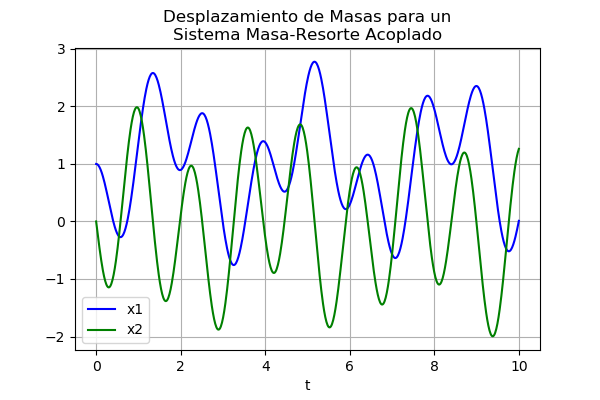 Desplazamiento de Masas para un
Sistema Masa-Resorte Acoplado
3
2
1
0
−1
−2
x1
x2
0 2 4 6 8 10
t